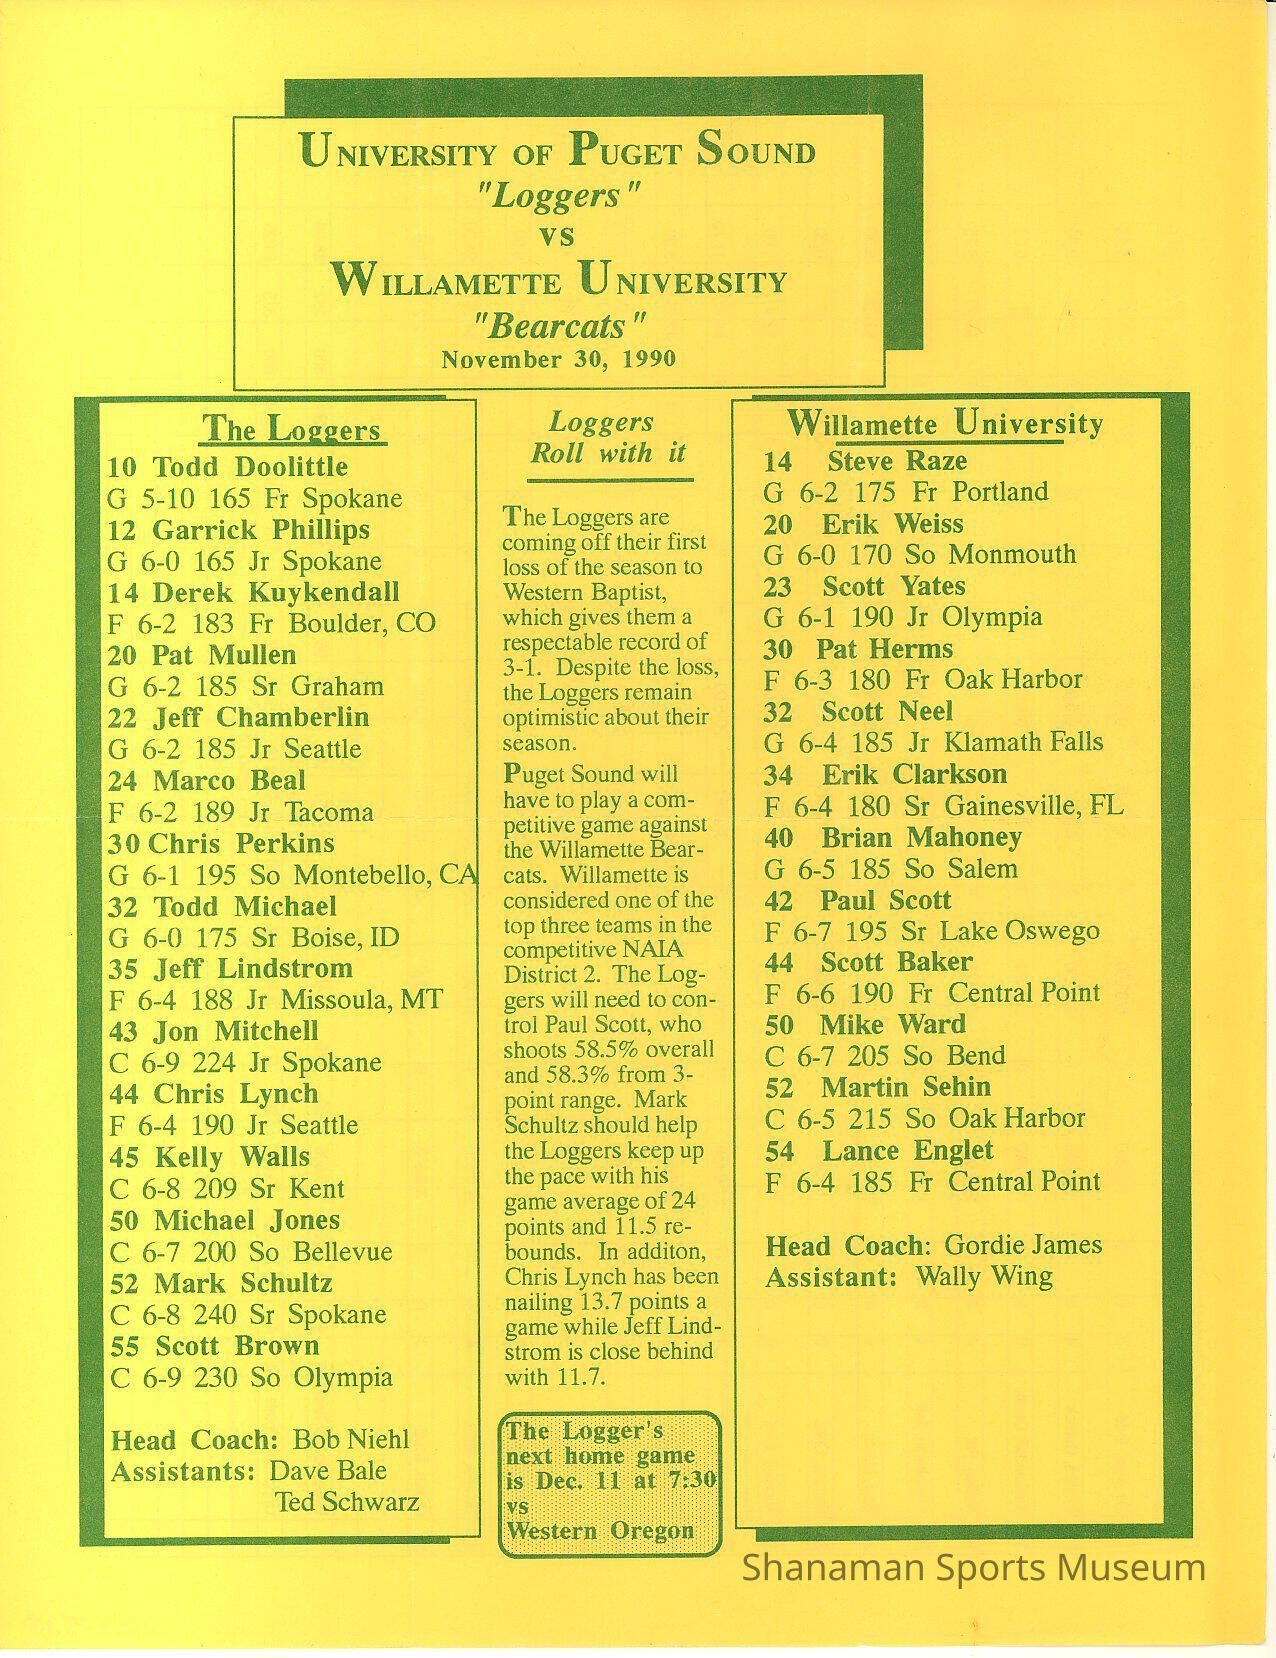 UNIVERSITY OF PUGET SOUND
"Loggers"
vs
WILLAMETTE UNIVERSITY
"Bearcats"
November 30, 1990
The Loggers
10 Todd Doolittle
G 5-10 165 Fr Spokane
12 Garrick Phillips
G 6-0 165 Jr Spokane
14 Derek Kuykendall
F 6-2 183 Fr Boulder, CO
20 Pat Mullen
G 6-2 185 Sr Graham
22 Jeff Chamberlin
G 6-2 185 Jr Seattle
24 Marco Beal
F 6-2 189 Jr Tacoma
30 Chris Perkins
G 6-1 195 So Montebello, CA
32 Todd Michael
G 6-0 175 Sr Boise, ID
35 Jeff Lindstrom
F 6-4 188 Jr Missoula, MT
43 Jon Mitchell
C 6-9 224 Jr Spokane
44 Chris Lynch
F 6-4 190 Jr Seattle
45 Kelly Walls
C 6-8 209 Sr Kent
50 Michael Jones
C 6-7 200 So Bellevue
52 Mark Schultz
C 6-8 240 Sr Spokane
55 Scott Brown
C 6-9 230 So Olympia
Head Coach: Bob Niehl
Assistants: Dave Bale
Ted Schwarz
Loggers
Roll with it
The Loggers are
coming off their first
loss of the season to
Western Baptist,
which gives them a
respectable record of
3-1. Despite the loss,
the Loggers remain
optimistic about their
season.
Puget Sound will
have to play a com-
petitive game against
the Willamette Bear-
cats. Willamette is
considered one of the
top three teams in the
competitive NAIA
District 2. The Log-
gers will need to con-
trol Paul Scott, who
shoots 58.5% overall
and 58.3% from 3-
point range. Mark
Schultz should help
the Loggers keep up
the pace with his
game average of 24
points and 11.5 re-
bounds. In additon,
Chris Lynch has been
nailing 13.7 points a
game while Jeff Lind-
strom is close behind
with 11.7.
The Logger's
next home game
is Dec. 11 at 7:30
vs
Western Oregon
Willamette University
14 Steve Raze
G 6-2 175 Fr Portland
20 Erik Weiss
G 6-0 170 So Monmouth
23 Scott Yates
G 6-1 190 Jr Olympia
30 Pat Herms
F 6-3 180 Fr Oak Harbor
32 Scott Neel
G 6-4 185 Jr Klamath Falls
34 Erik Clarkson
F 6-4 180 Sr Gainesville, FL
40 Brian Mahoney
G 6-5 185 So Salem
42 Paul Scott
F 6-7 195 Sr Lake Oswego
44 Scott Baker
F 6-6 190 Fr Central Point
50 Mike Ward
C 6-7 205 So Bend
52 Martin Sehin
C 6-5 215 So Oak Harbor
54 Lance Englet
F 6-4 185 Fr Central Point
Head Coach: Gordie James
Assistant: Wally Wing
Shanaman Sports Museum